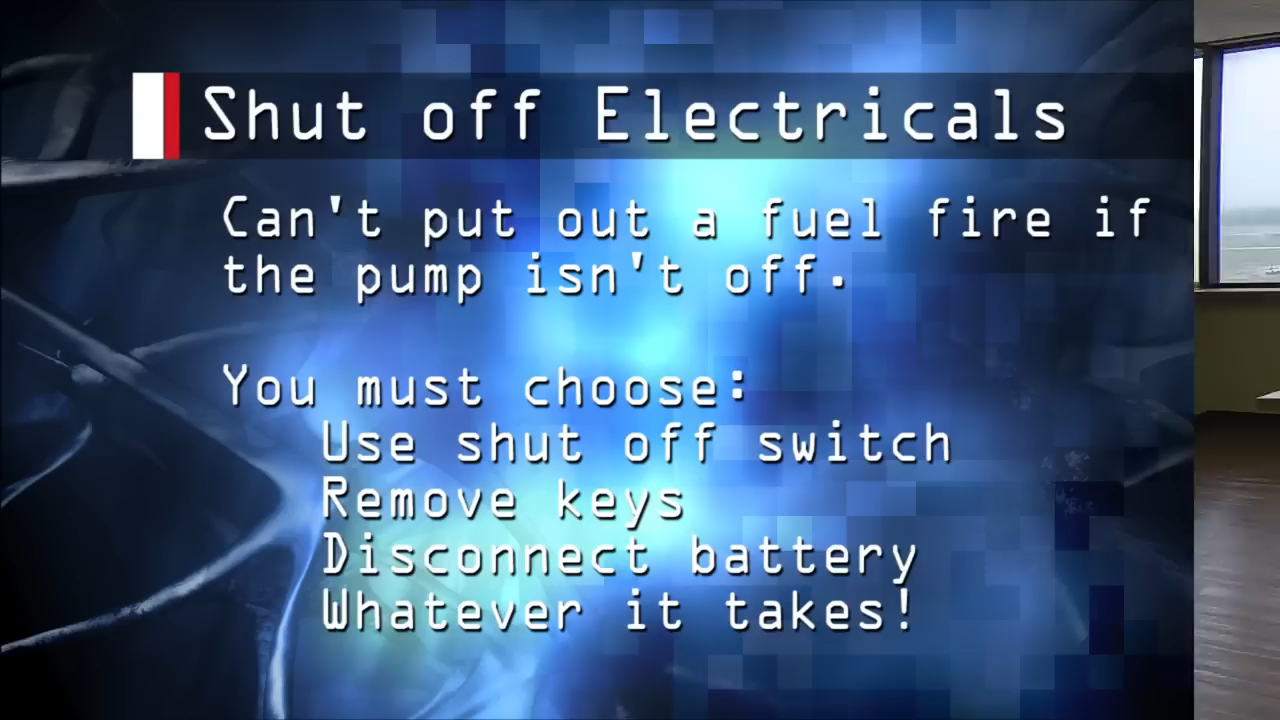 Shut off Electricals
Can't put out a fuel fire if
the pump isn't off.
You must choose:
Use shut off switch
Remove keys
Disconnect battery
Whatever it takes!